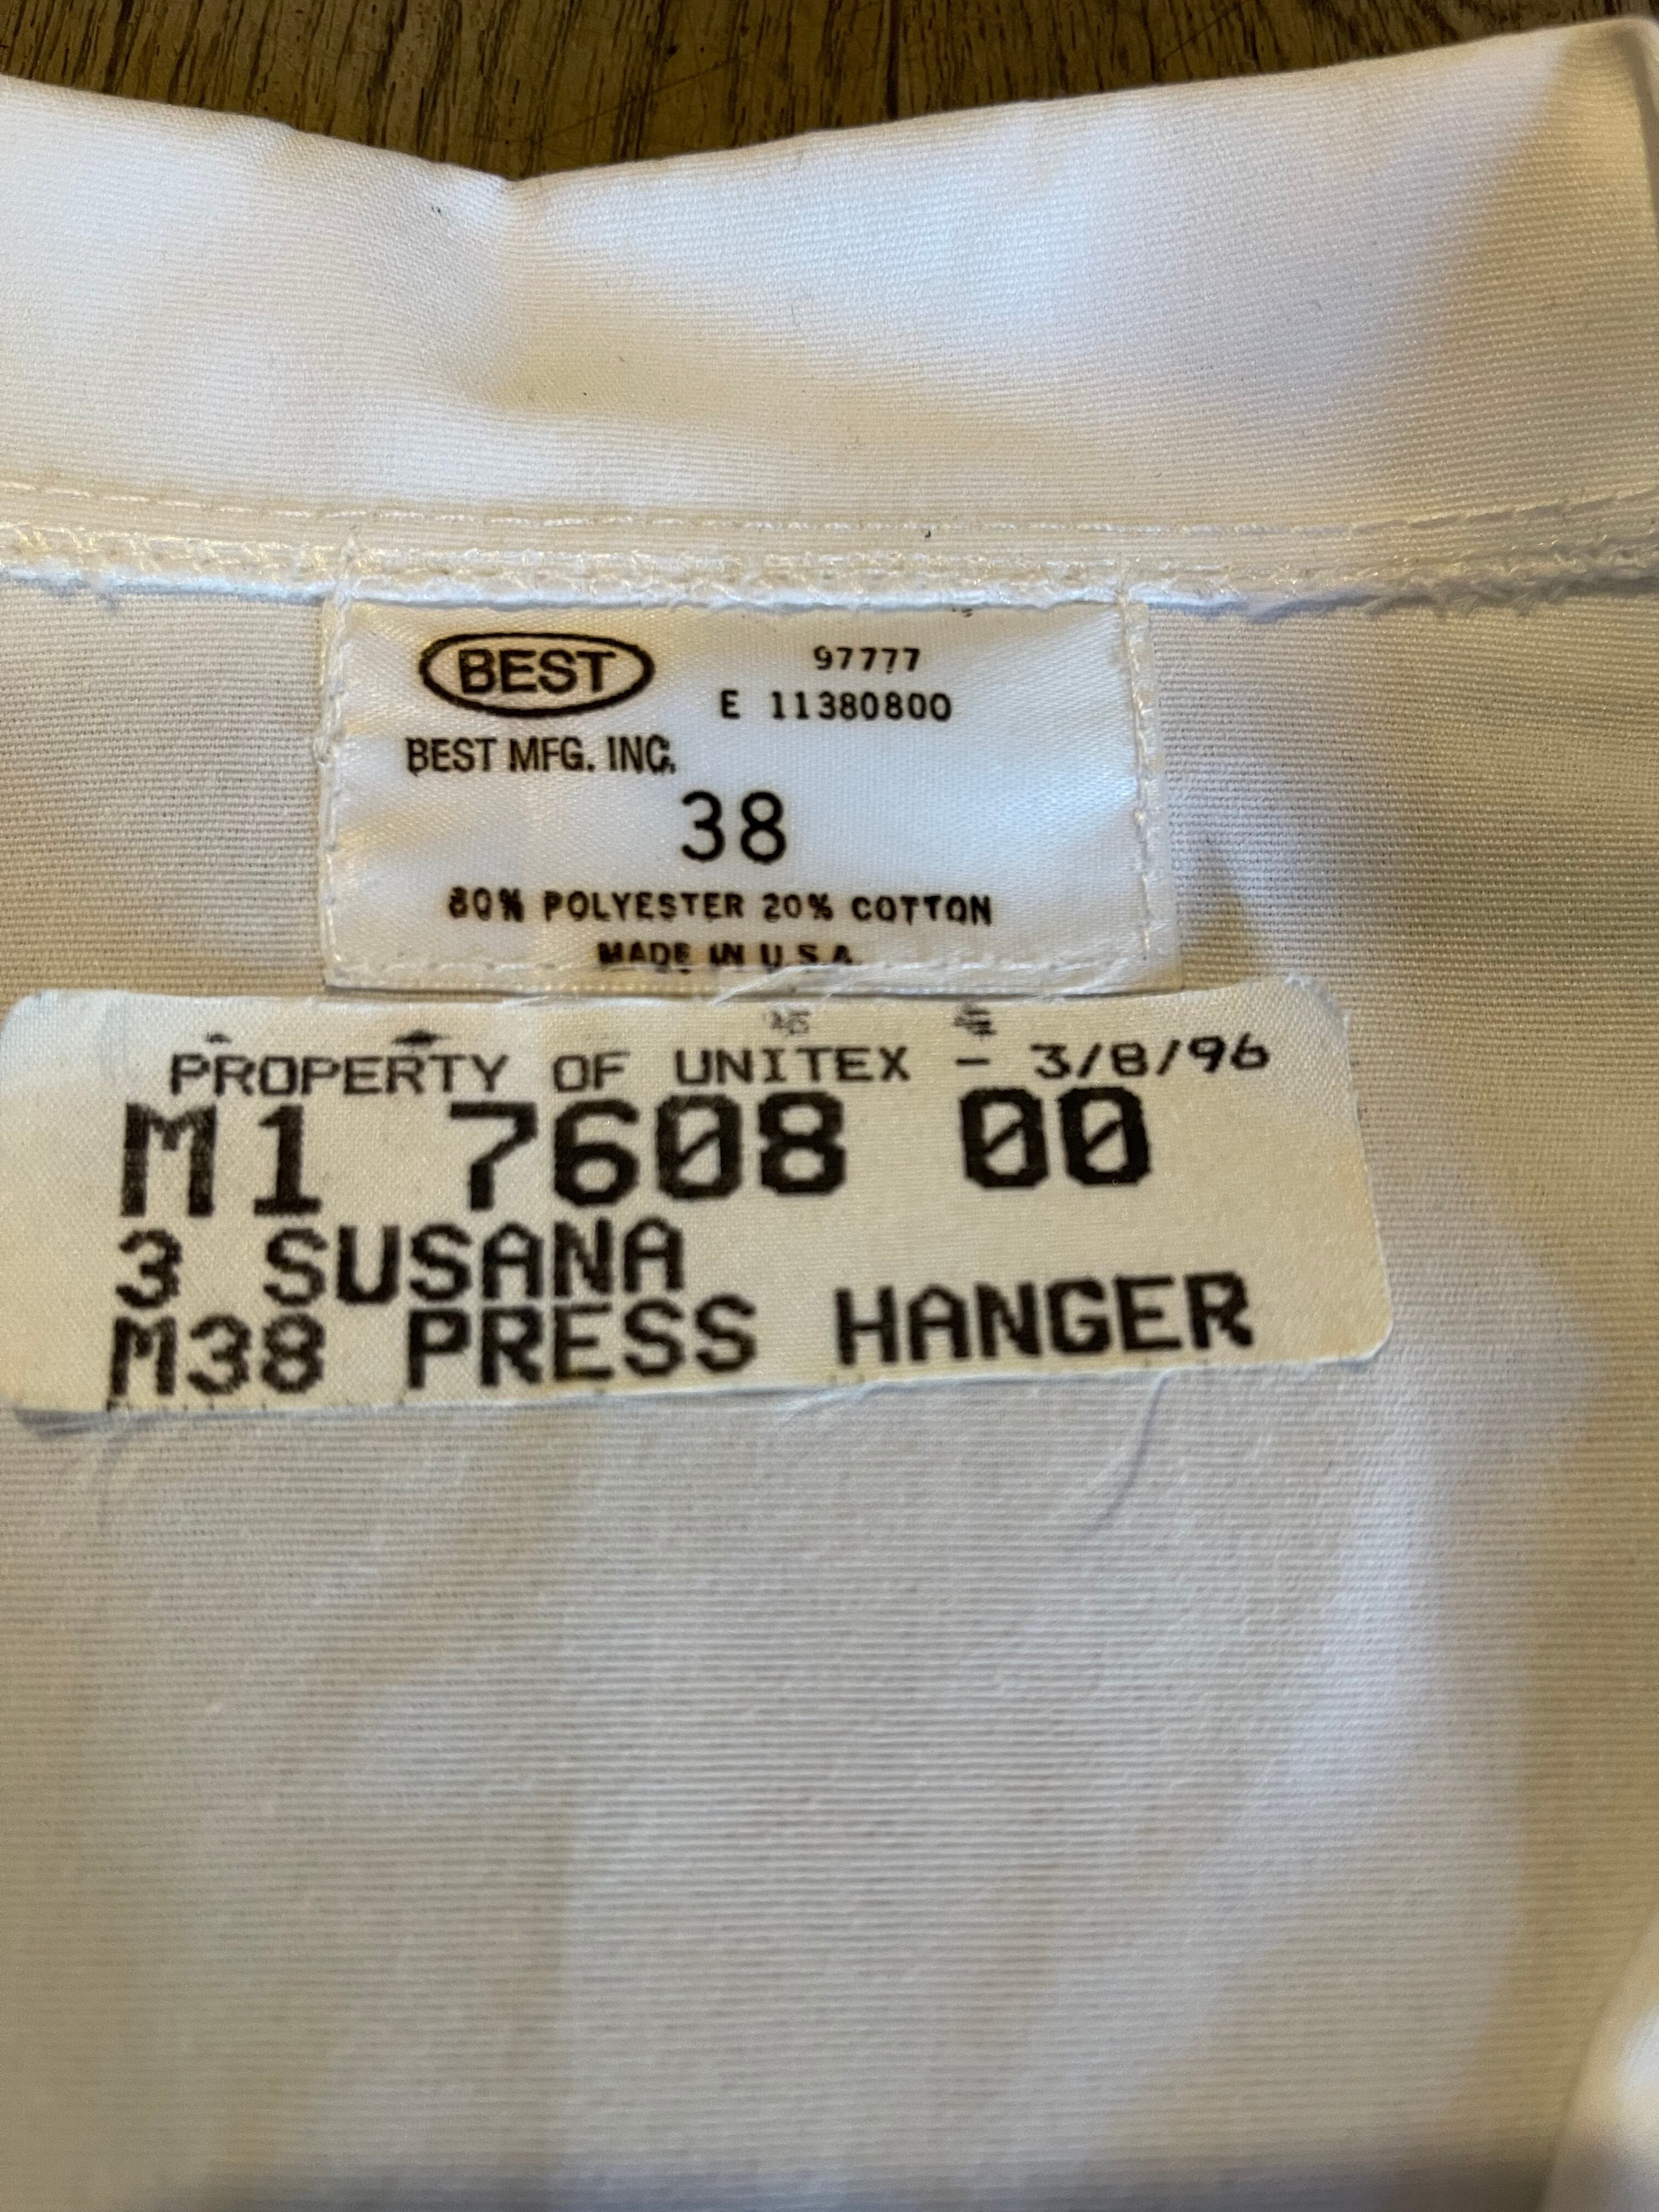 BEST
97777
E 11380800
BEST MFG. INC.
38
80% POLYESTER 20% COTTON
MADE IN U.S.A.
PROPERTY OF UNITEX - 3/8/96
M1 7608 00
3 SUSANA
M38 PRESS HANGER